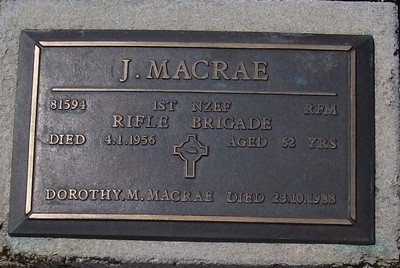 J. MACRAE
81594 1ST NZEF RFM
RIFLE BRIGADE
DIED 4.1.1956 AGED 62 YRS
DOROTHY.M. MACRAE DIED 23.10.1988